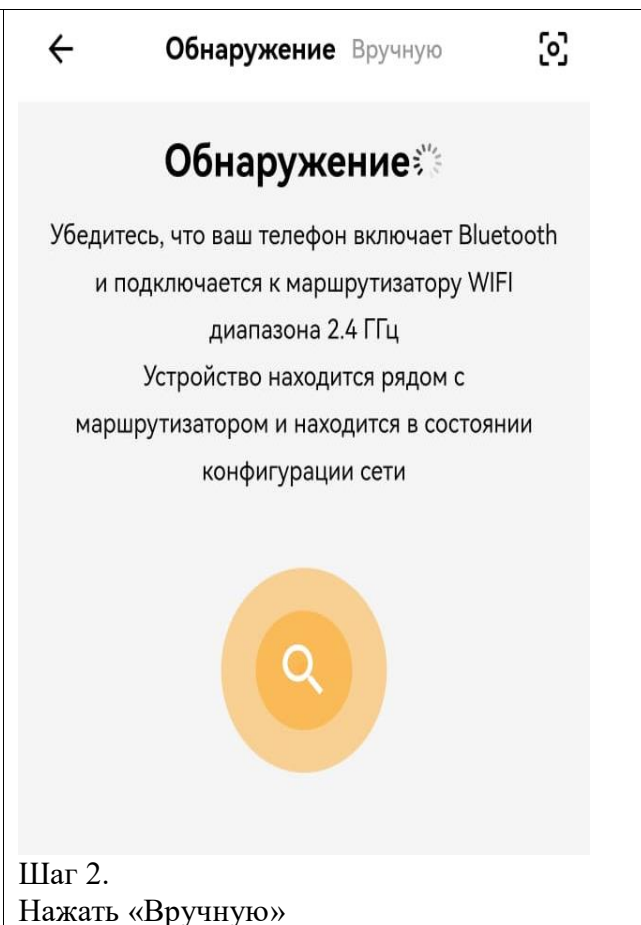 Обнаружение Вручную
Обнаружение
Убедитесь, что ваш телефон включает Bluetooth
и подключается к маршрутизатору WIFI
диапазона 2.4 ГГц
Устройство находится рядом с
маршрутизатором и находится в состоянии
конфигурации сети
Шаг 2.
Нажать «Вручную»